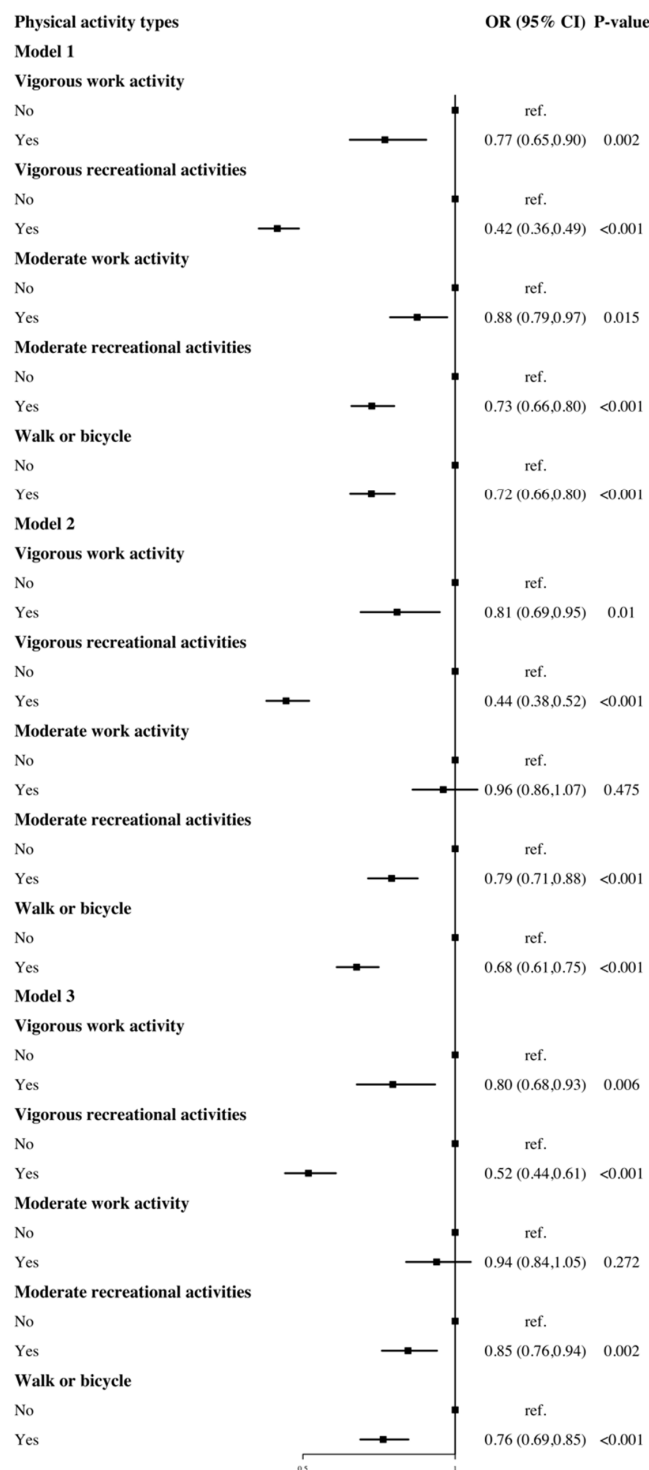 Physical activity types OR (95% CI) P-value
Model 1
Vigorous work activity
No ref.
Yes 0.77 (0.65,0.90) 0.002
Vigorous recreational activities
No ref.
Yes 0.42 (0.36,0.49) <0.001
Moderate work activity
No ref.
Yes 0.88 (0.79,0.97) 0.015
Moderate recreational activities
No ref.
Yes 0.73 (0.66,0.80) <0.001
Walk or bicycle
No ref.
Yes 0.72 (0.66,0.80) <0.001
Model 2
Vigorous work activity
No ref.
Yes 0.81 (0.69,0.95) 0.01
Vigorous recreational activities
No ref.
Yes 0.44 (0.38,0.52) <0.001
Moderate work activity
No ref.
Yes 0.96 (0.86,1.07) 0.475
Moderate recreational activities
No ref.
Yes 0.79 (0.71,0.88) <0.001
Walk or bicycle
No ref.
Yes 0.68 (0.61,0.75) <0.001
Model 3
Vigorous work activity
No ref.
Yes 0.80 (0.68,0.93) 0.006
Vigorous recreational activities
No ref.
Yes 0.52 (0.44,0.61) <0.001
Moderate work activity
No ref.
Yes 0.94 (0.84,1.05) 0.272
Moderate recreational activities
No ref.
Yes 0.85 (0.76,0.94) 0.002
Walk or bicycle
No ref.
Yes 0.76 (0.69,0.85) <0.001
0.5 1